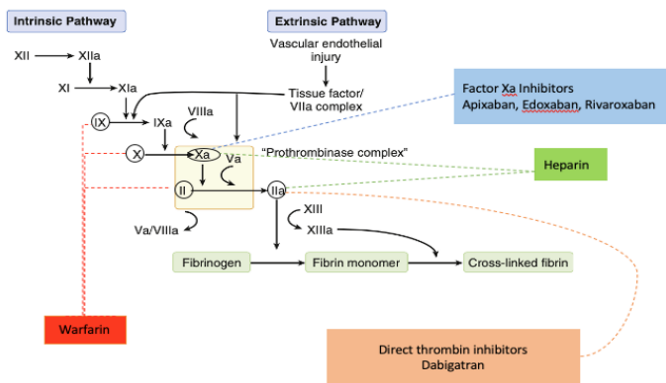 Intrinsic Pathway
Extrinsic Pathway
Vascular endothelial
injury
XII
XIIa
XI
XIa
Tissue factor/
VIIa complex
Factor Xa Inhibitors
Apixaban, Edoxaban, Rivaroxaban
VIIIa
IX
IXa
X
Xa
Va
“Prothrombinase complex”
Heparin
II
IIa
XIII
Va/VIIIa
XIIIa
Fibrinogen
Fibrin monomer
Cross-linked fibrin
Warfarin
Direct thrombin inhibitors
Dabigatran